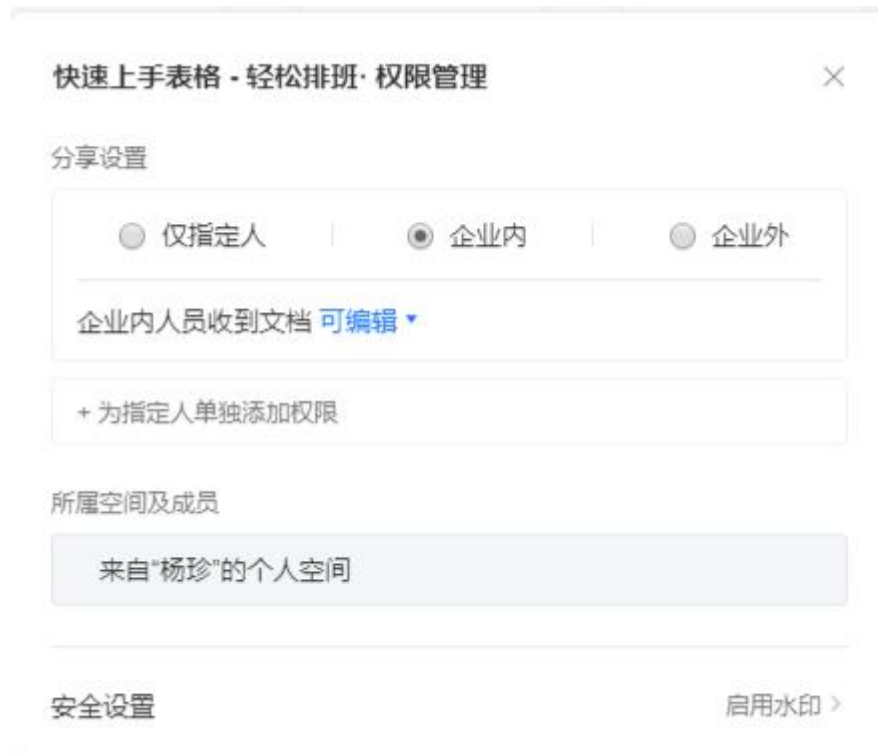 快速上手表格 - 轻松排班· 权限管理
分享设置
仅指定人 企业内 企业外
企业内人员收到文档 可编辑
+ 为指定人单独添加权限
所属空间及成员
来自“杨珍”的个人空间
安全设置 启用水印